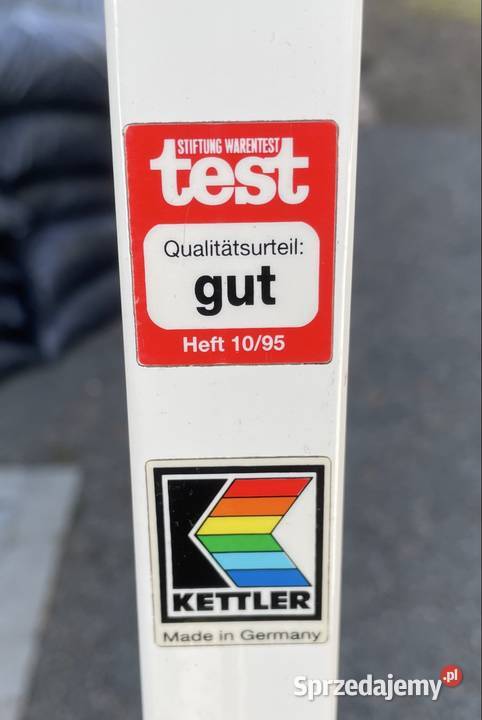 STIFTUNG WARENTEST
test
Qualitätsurteil:
gut
Heft 10/95
KETTLER
Made in Germany
Sprzedajemy.pl